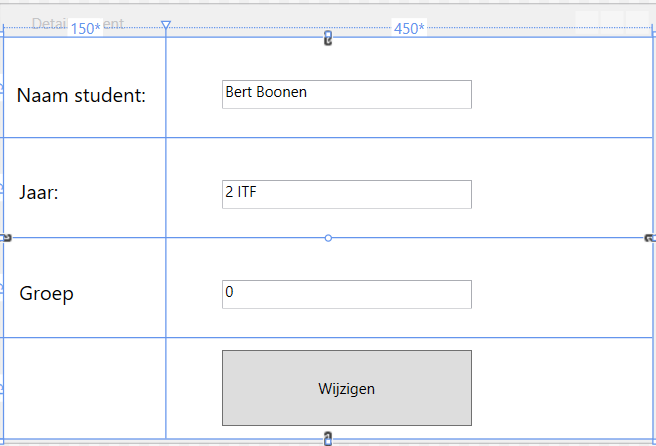 150*
450*
Naam student:
Bert Boonen
Jaar:
2 ITF
Groep
0
Wijzigen